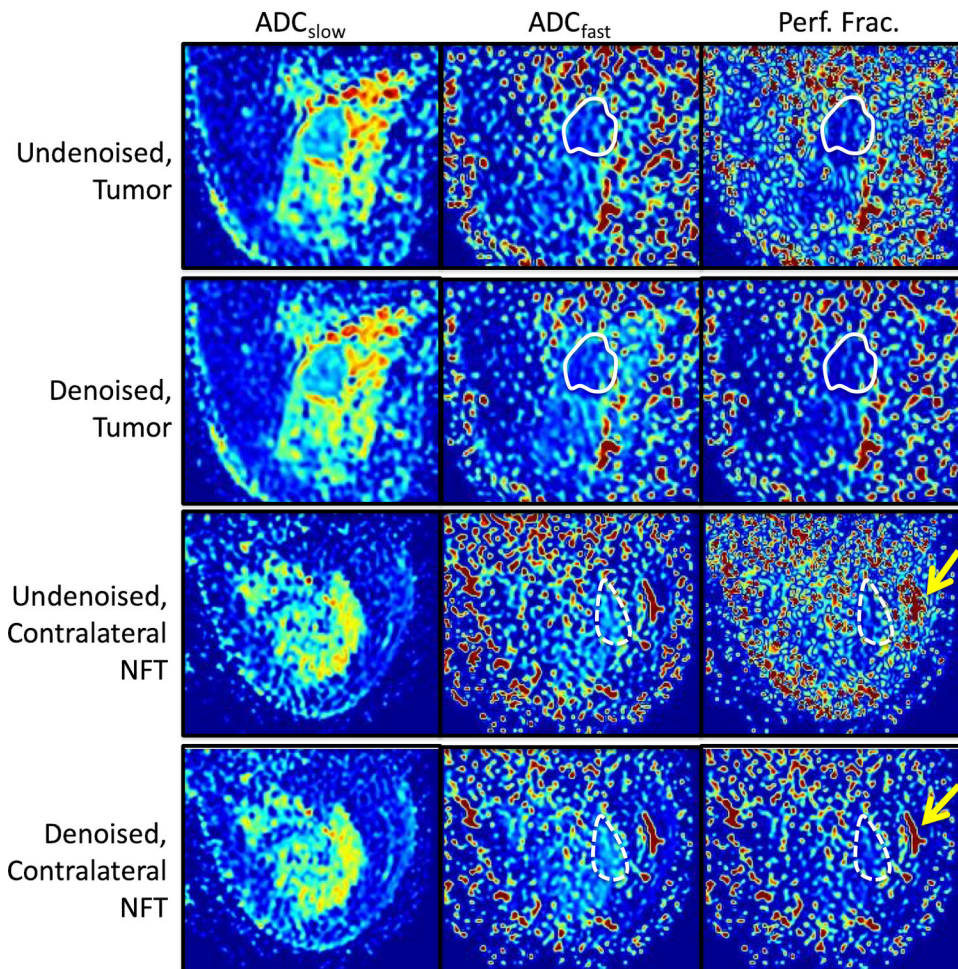 ADCslow ADCfast Perf. Frac.
Undenoised,
Tumor
Denoised,
Tumor
Undenoised,
Contralateral
NFT
Denoised,
Contralateral
NFT